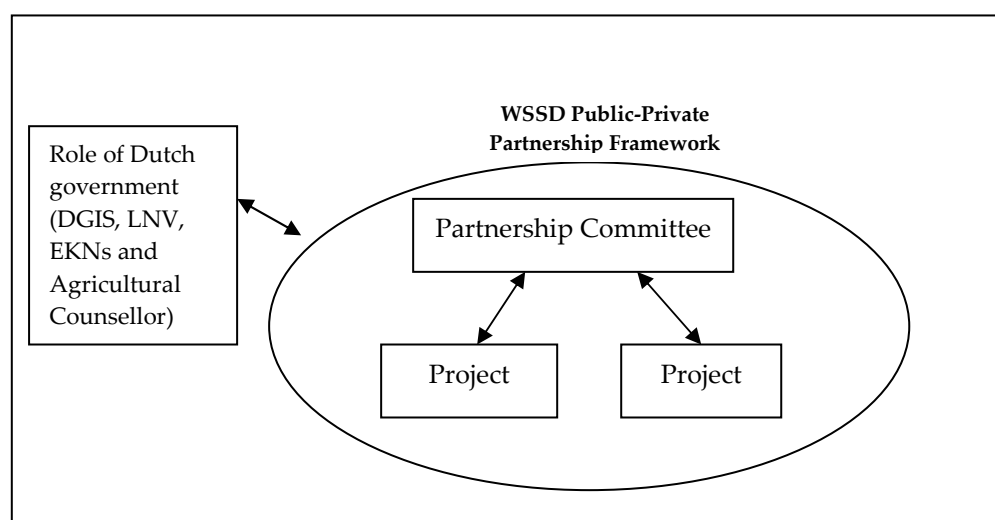 WSSD Public-Private
Partnership Framework
Role of Dutch
government
(DGIS, LNV,
EKNs and
Agricultural
Counsellor)
Partnership Committee
Project
Project